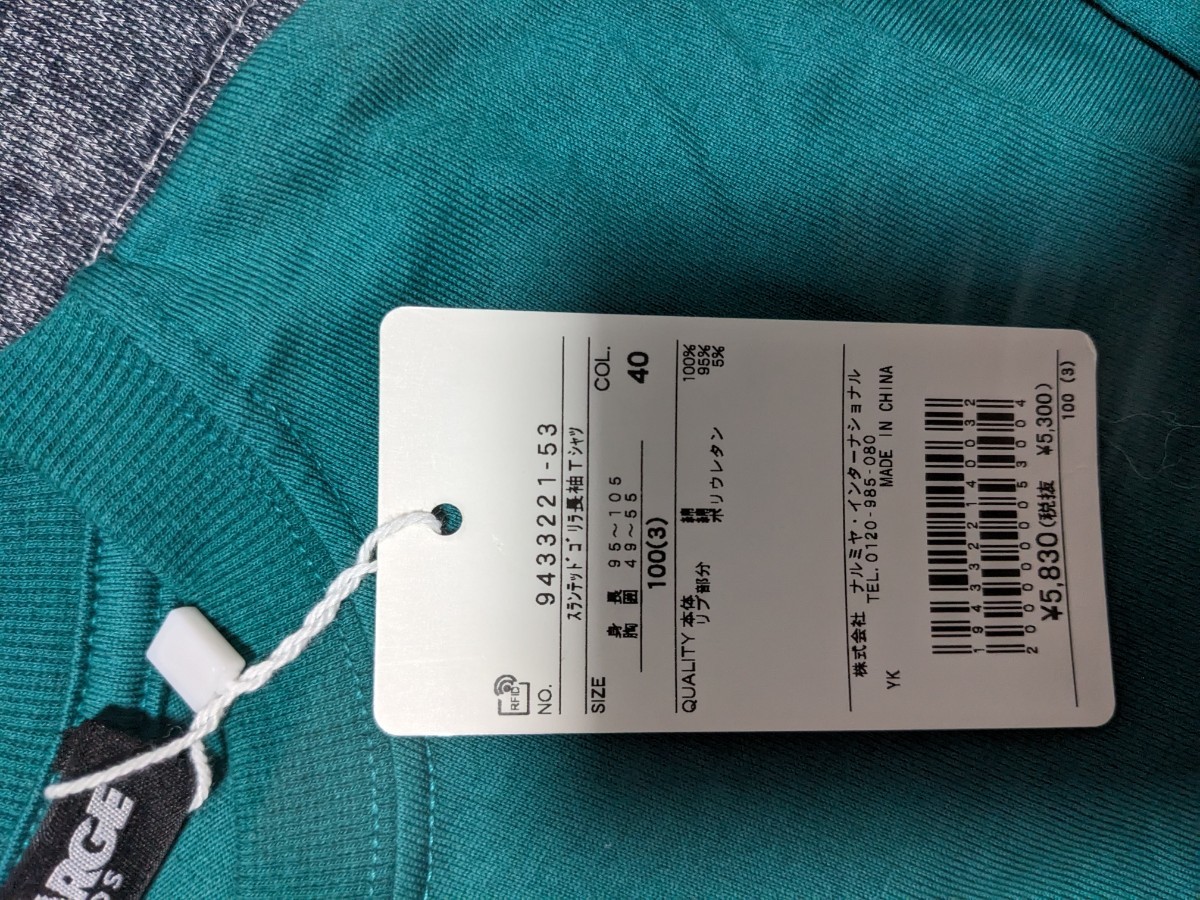 RFID
NO. 9433221-53
スランテッドゴリラ長袖Tシャツ
SIZE COL.
身長 95~105
胸囲 49~55
100(3) 40
QUALITY 本体 綿 100%
リブ部分 綿 95%
ポリウレタン 5%
株式会社 ナルミヤ・インターナショナル
TEL.0120-985-080
YK MADE IN CHINA
1943322140032
2000000053004
¥5,830(税抜 ¥5,300)
100 (3)